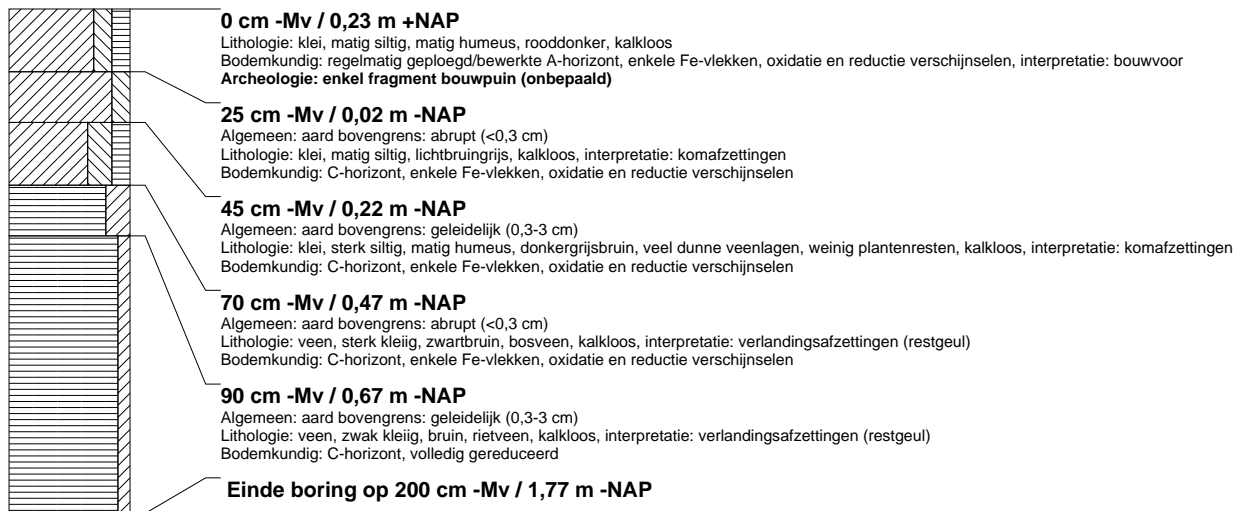 0 cm -Mv / 0,23 m +NAP
Lithologie: klei, matig siltig, matig humeus, rooddonker, kalkloos
Bodemkundig: regelmatig geploegd/bewerkte A-horizont, enkele Fe-vlekken, oxidatie en reductie verschijnselen, interpretatie: bouwvoor
Archeologie: enkel fragment bouwpuin (onbepaald)
25 cm -Mv / 0,02 m -NAP
Algemeen: aard bovengrens: abrupt (<0,3 cm)
Lithologie: klei, matig siltig, lichtbruingrijs, kalkloos, interpretatie: komafzettingen
Bodemkundig: C-horizont, enkele Fe-vlekken, oxidatie en reductie verschijnselen
45 cm -Mv / 0,22 m -NAP
Algemeen: aard bovengrens: geleidelijk (0,3-3 cm)
Lithologie: klei, sterk siltig, matig humeus, donkergrijsbruin, veel dunne veenlagen, weinig plantenresten, kalkloos, interpretatie: komafzettingen
Bodemkundig: C-horizont, enkele Fe-vlekken, oxidatie en reductie verschijnselen
70 cm -Mv / 0,47 m -NAP
Algemeen: aard bovengrens: abrupt (<0,3 cm)
Lithologie: veen, sterk kleiig, zwartbruin, bosveen, kalkloos, interpretatie: verlandingsafzettingen (restgeul)
Bodemkundig: C-horizont, enkele Fe-vlekken, oxidatie en reductie verschijnselen
90 cm -Mv / 0,67 m -NAP
Algemeen: aard bovengrens: geleidelijk (0,3-3 cm)
Lithologie: veen, zwak kleiig, bruin, rietveen, kalkloos, interpretatie: verlandingsafzettingen (restgeul)
Bodemkundig: C-horizont, volledig gereduceerd
Einde boring op 200 cm -Mv / 1,77 m -NAP